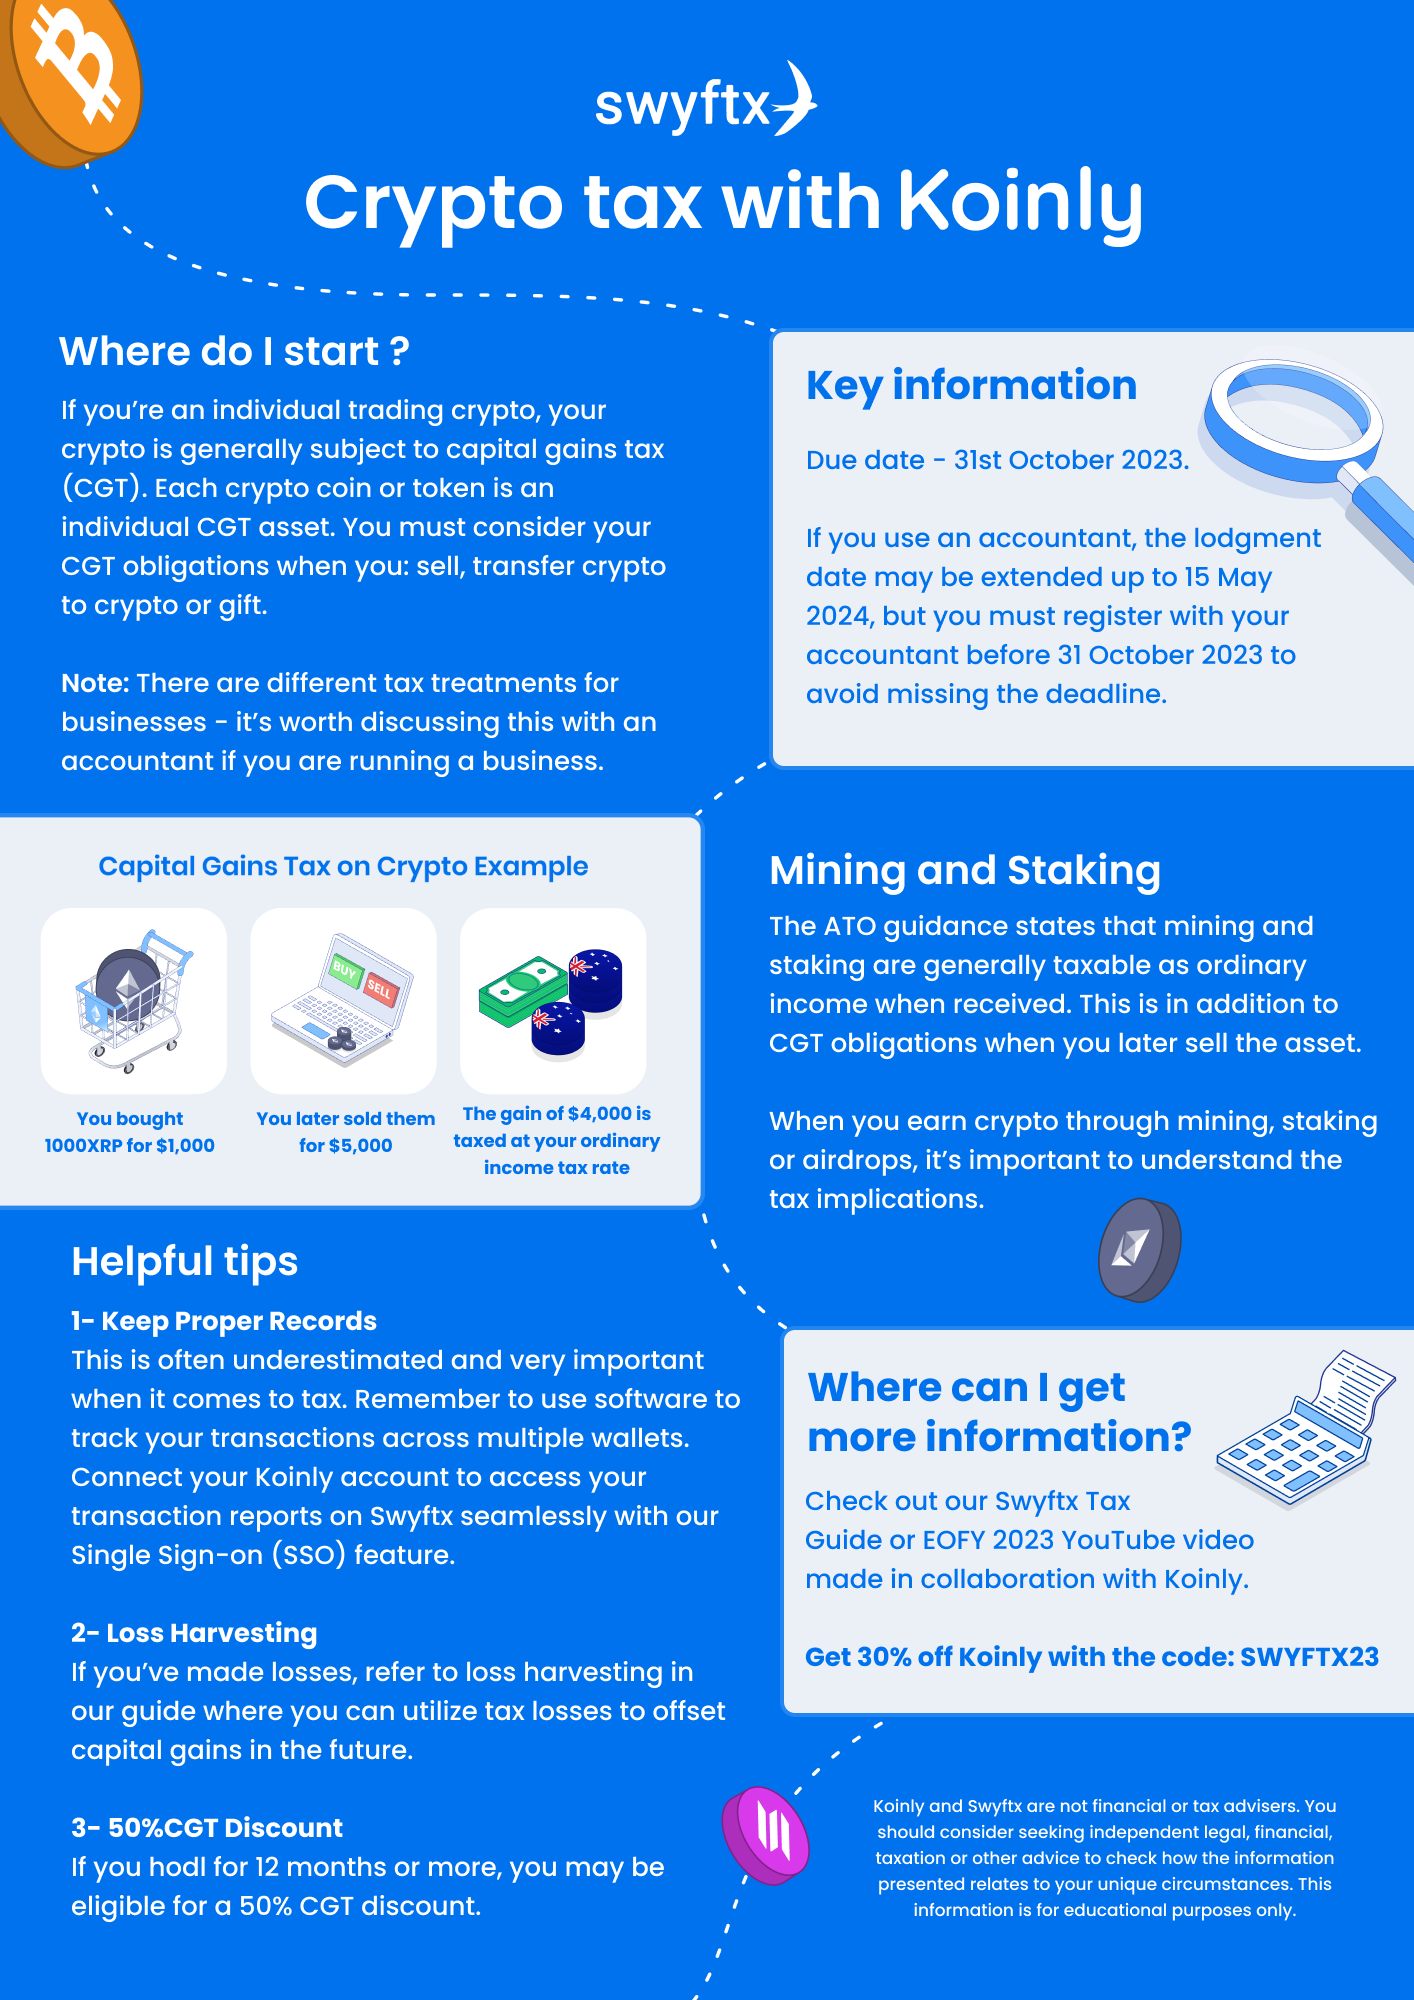 swyftx
Crypto tax with Koinly
Where do I start ?
If you're an individual trading crypto, your
crypto is generally subject to capital gains tax
(CGT). Each crypto coin or token is an
individual CGT asset. You must consider your
CGT obligations when you: sell, transfer crypto
to crypto or gift.
Note: There are different tax treatments for
businesses - it's worth discussing this with an
accountant if you are running a business.
Key information
Due date - 31st October 2023.
If you use an accountant, the lodgment
date may be extended up to 15 May
2024, but you must register with your
accountant before 31 October 2023 to
avoid missing the deadline.
Capital Gains Tax on Crypto Example
BUY
SELL
You bought
1000XRP for $1,000
You later sold them
for $5,000
The gain of $4,000 is
taxed at your ordinary
income tax rate
Mining and Staking
The ATO guidance states that mining and
staking are generally taxable as ordinary
income when received. This is in addition to
CGT obligations when you later sell the asset.
When you earn crypto through mining, staking
or airdrops, it's important to understand the
tax implications.
Helpful tips
1- Keep Proper Records
This is often underestimated and very important
when it comes to tax. Remember to use software to
track your transactions across multiple wallets.
Connect your Koinly account to access your
transaction reports on Swyftx seamlessly with our
Single Sign-on (SSO) feature.
2- Loss Harvesting
If you've made losses, refer to loss harvesting in
our guide where you can utilize tax losses to offset
capital gains in the future.
3- 50%CGT Discount
If you hodl for 12 months or more, you may be
eligible for a 50% CGT discount.
Where can I get
more information?
Check out our Swyftx Tax
Guide or EOFY 2023 YouTube video
made in collaboration with Koinly.
Get 30% off Koinly with the code: SWYFTX23
Koinly and Swyftx are not financial or tax advisers. You
should consider seeking independent legal, financial,
taxation or other advice to check how the information
presented relates to your unique circumstances. This
information is for educational purposes only.